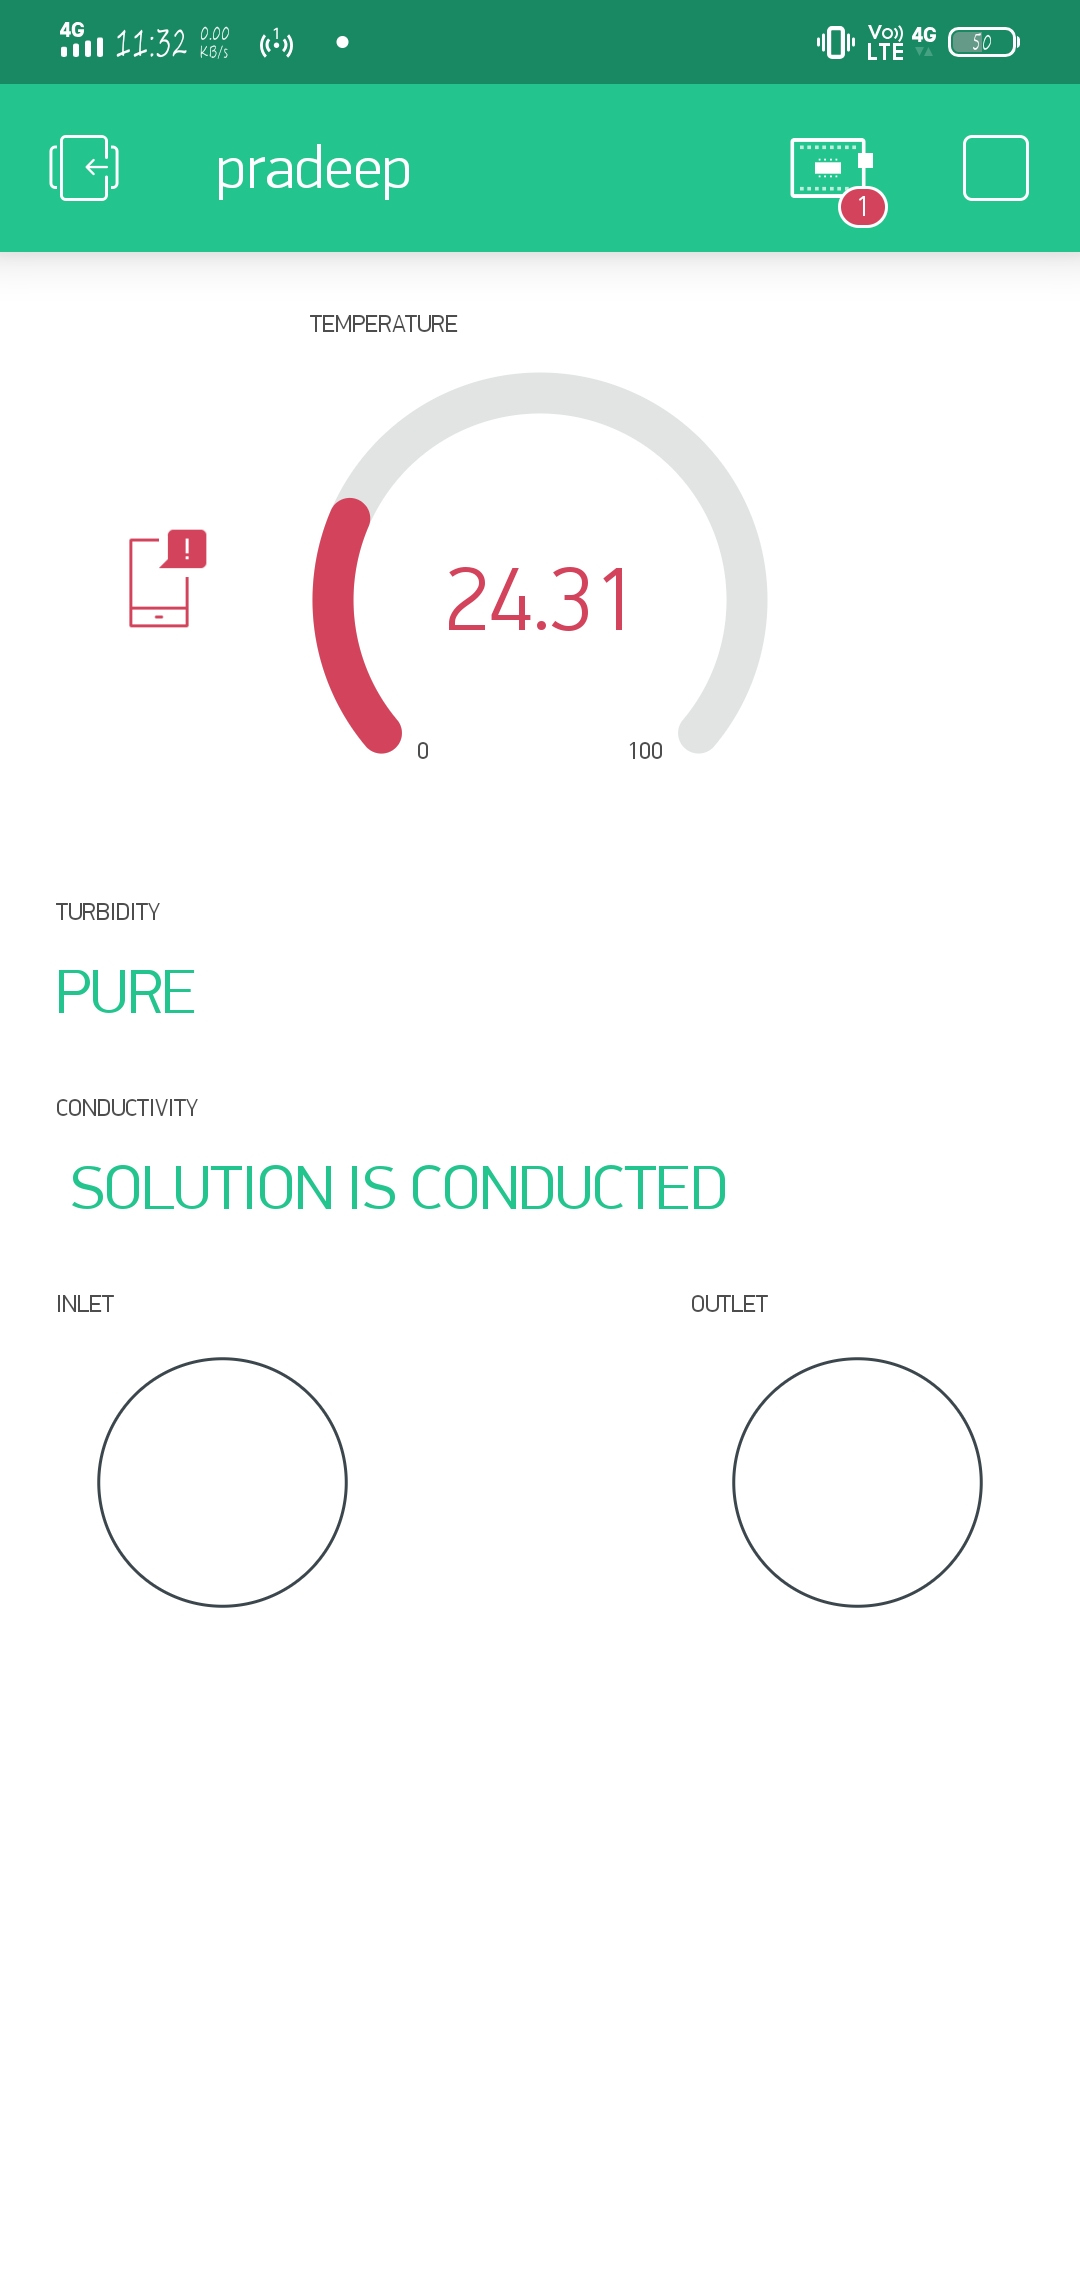 4G 11:32 0.00 KB/s 1 Vo)) LTE 4G 50
pradeep
1
TEMPERATURE
!
24.31
0 100
TURBIDITY
PURE
CONDUCTIVITY
SOLUTION IS CONDUCTED
INLET OUTLET